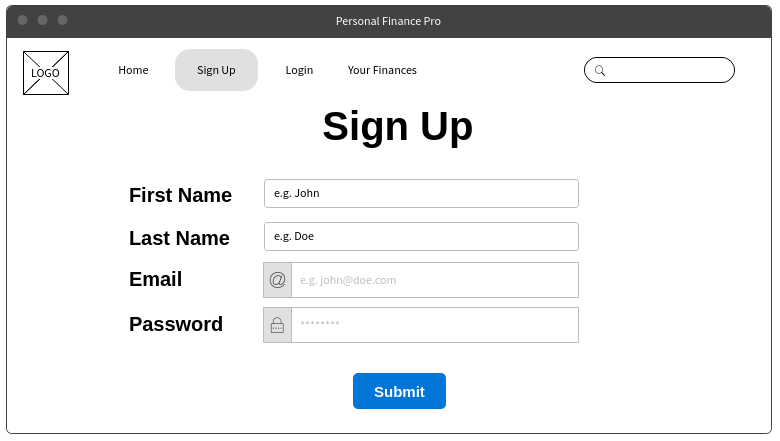 Personal Finance Pro
LOGO
Home
Sign Up
Login
Your Finances
Sign Up
First Name
e.g. John
Last Name
e.g. Doe
Email
@
e.g. john@doe.com
Password
********
Submit